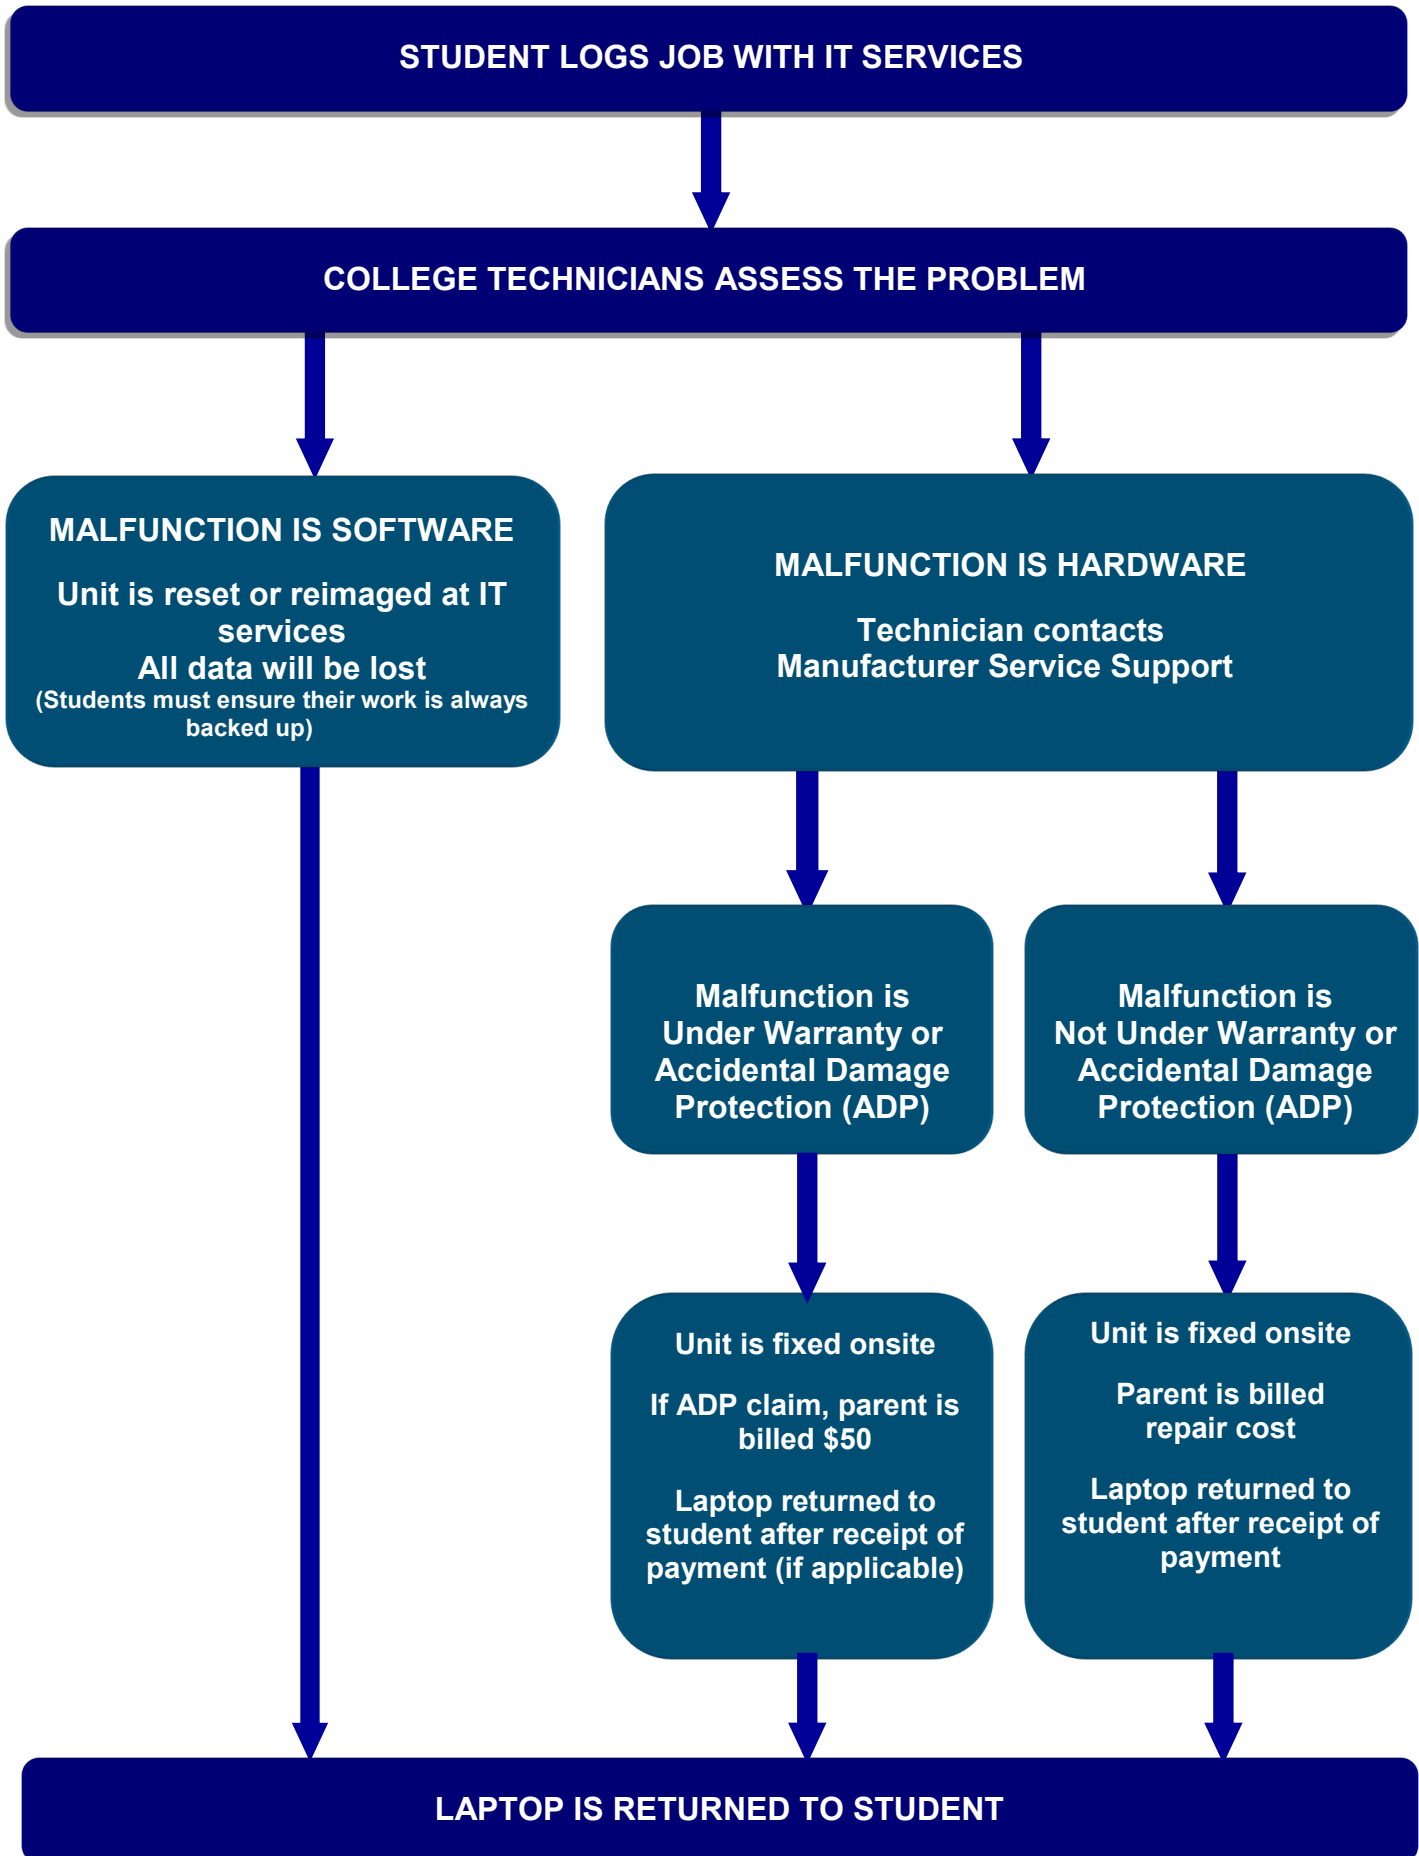 STUDENT LOGS JOB WITH IT SERVICES
COLLEGE TECHNICIANS ASSESS THE PROBLEM
MALFUNCTION IS SOFTWARE
Unit is reset or reimaged at IT
services
All data will be lost
(Students must ensure their work is always
backed up)
MALFUNCTION IS HARDWARE
Technician contacts
Manufacturer Service Support
Malfunction is
Under Warranty or
Accidental Damage
Protection (ADP)
Malfunction is
Not Under Warranty or
Accidental Damage
Protection (ADP)
Unit is fixed onsite
If ADP claim, parent is
billed $50
Laptop returned to
student after receipt of
payment (if applicable)
Unit is fixed onsite
Parent is billed
repair cost
Laptop returned to
student after receipt of
payment
LAPTOP IS RETURNED TO STUDENT